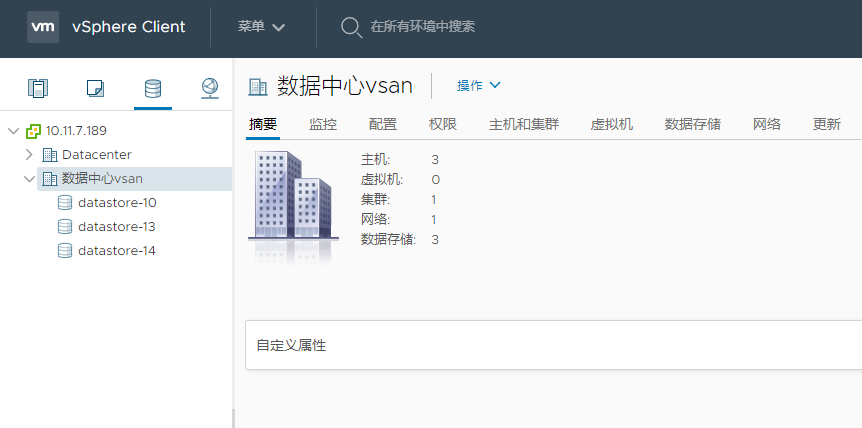 vm vSphere Client 菜单 在所有环境中搜索
10.11.7.189
Datacenter
数据中心vsan
datastore-10
datastore-13
datastore-14
数据中心vsan 操作
摘要 监控 配置 权限 主机和集群 虚拟机 数据存储 网络 更新
主机: 3
虚拟机: 0
集群: 1
网络: 1
数据存储: 3
自定义属性